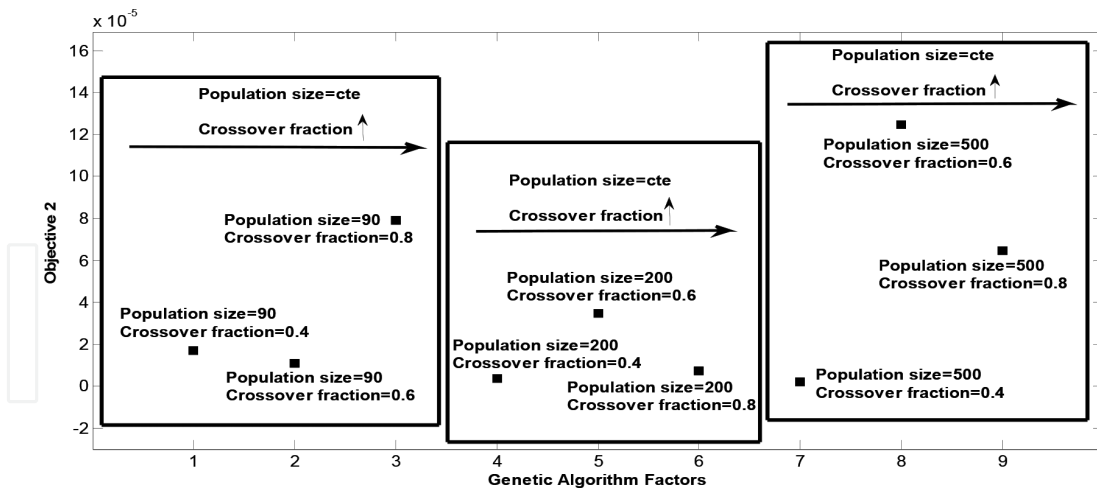 x 10⁻⁵
16
14
12
10
8
6
4
2
0
-2
Objective 2
Population size=cte
Crossover fraction
Population size=90
Crossover fraction=0.8
Population size=90
Crossover fraction=0.4
Population size=90
Crossover fraction=0.6
Population size=cte
Crossover fraction
Population size=200
Crossover fraction=0.6
Population size=200
Crossover fraction=0.4
Population size=200
Crossover fraction=0.8
Population size=cte
Crossover fraction
Population size=500
Crossover fraction=0.6
Population size=500
Crossover fraction=0.8
Population size=500
Crossover fraction=0.4
1 2 3 4 5 6 7 8 9
Genetic Algorithm Factors